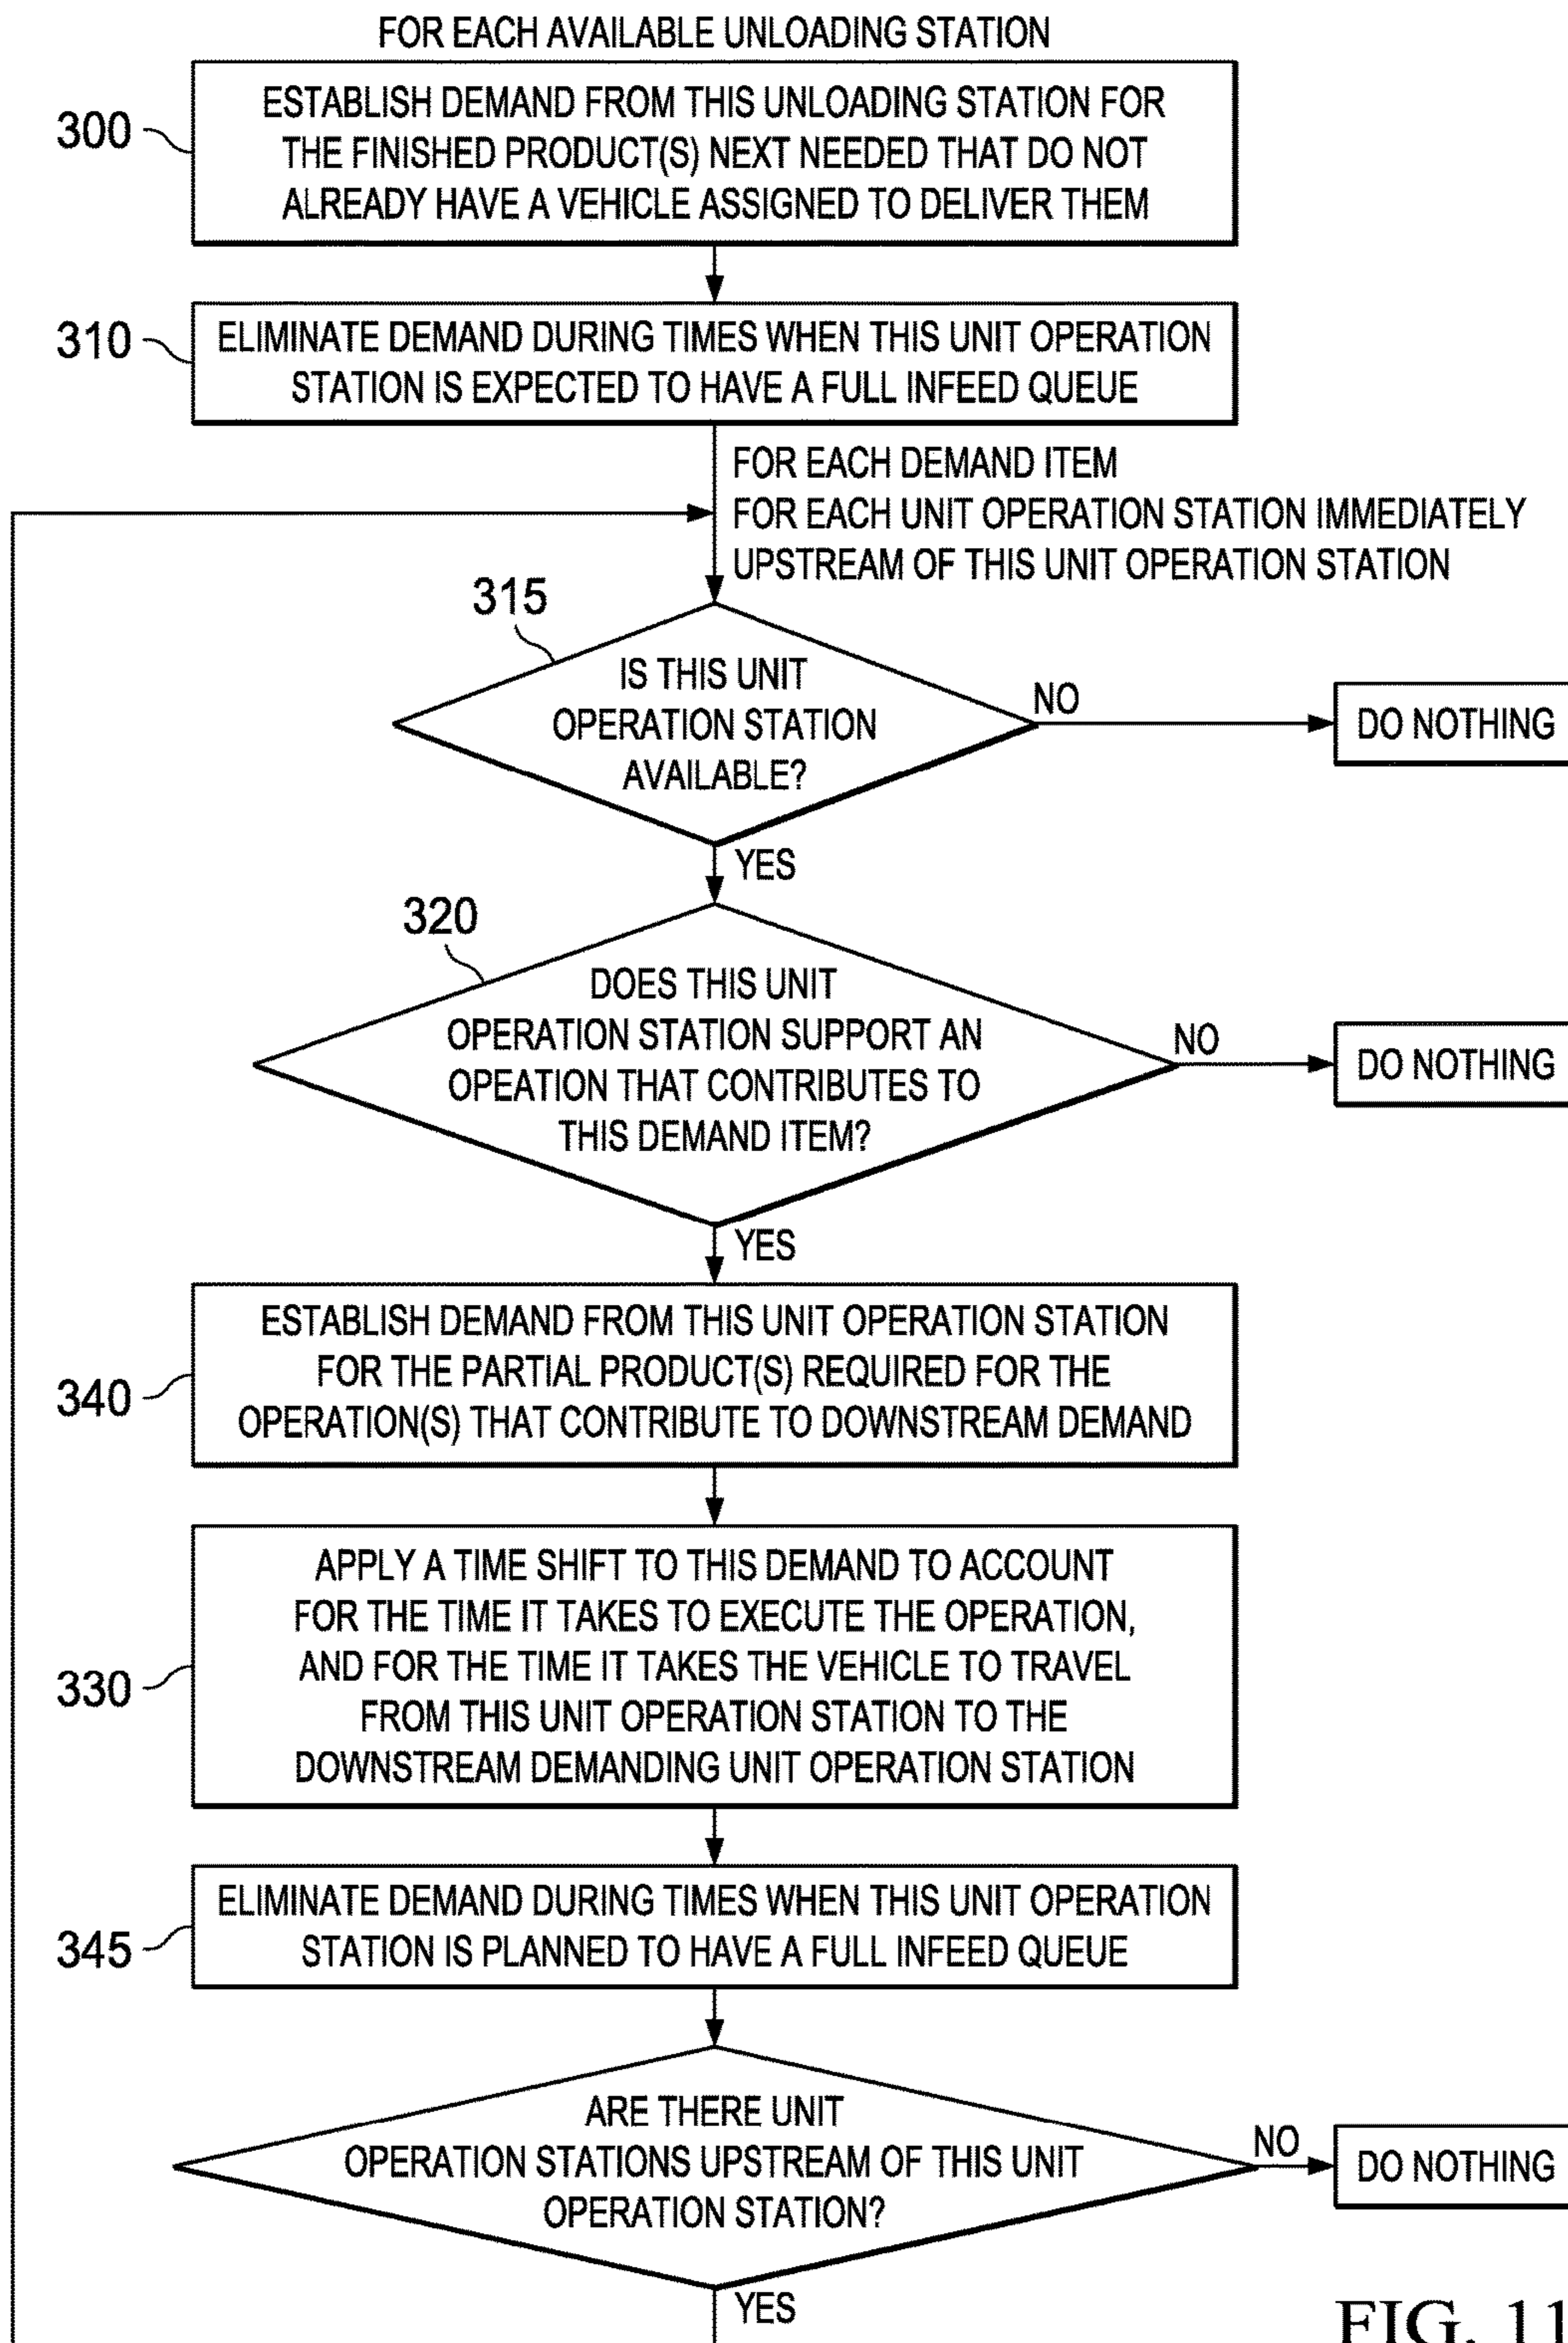 FOR EACH AVAILABLE UNLOADING STATION
300
ESTABLISH DEMAND FROM THIS UNLOADING STATION FOR
THE FINISHED PRODUCT(S) NEXT NEEDED THAT DO NOT
ALREADY HAVE A VEHICLE ASSIGNED TO DELIVER THEM
310
ELIMINATE DEMAND DURING TIMES WHEN THIS UNIT OPERATION
STATION IS EXPECTED TO HAVE A FULL INFEED QUEUE
FOR EACH DEMAND ITEM
FOR EACH UNIT OPERATION STATION IMMEDIATELY
UPSTREAM OF THIS UNIT OPERATION STATION
315
IS THIS UNIT
OPERATION STATION
AVAILABLE?
NO
DO NOTHING
YES
320
DOES THIS UNIT
OPERATION STATION SUPPORT AN
OPEATION THAT CONTRIBUTES TO
THIS DEMAND ITEM?
NO
DO NOTHING
YES
340
ESTABLISH DEMAND FROM THIS UNIT OPERATION STATION
FOR THE PARTIAL PRODUCT(S) REQUIRED FOR THE
OPERATION(S) THAT CONTRIBUTE TO DOWNSTREAM DEMAND
330
APPLY A TIME SHIFT TO THIS DEMAND TO ACCOUNT
FOR THE TIME IT TAKES TO EXECUTE THE OPERATION,
AND FOR THE TIME IT TAKES THE VEHICLE TO TRAVEL
FROM THIS UNIT OPERATION STATION TO THE
DOWNSTREAM DEMANDING UNIT OPERATION STATION
345
ELIMINATE DEMAND DURING TIMES WHEN THIS UNIT OPERATION
STATION IS PLANNED TO HAVE A FULL INFEED QUEUE
ARE THERE UNIT
OPERATION STATIONS UPSTREAM OF THIS UNIT
OPERATION STATION?
NO
DO NOTHING
YES
FIG. 11